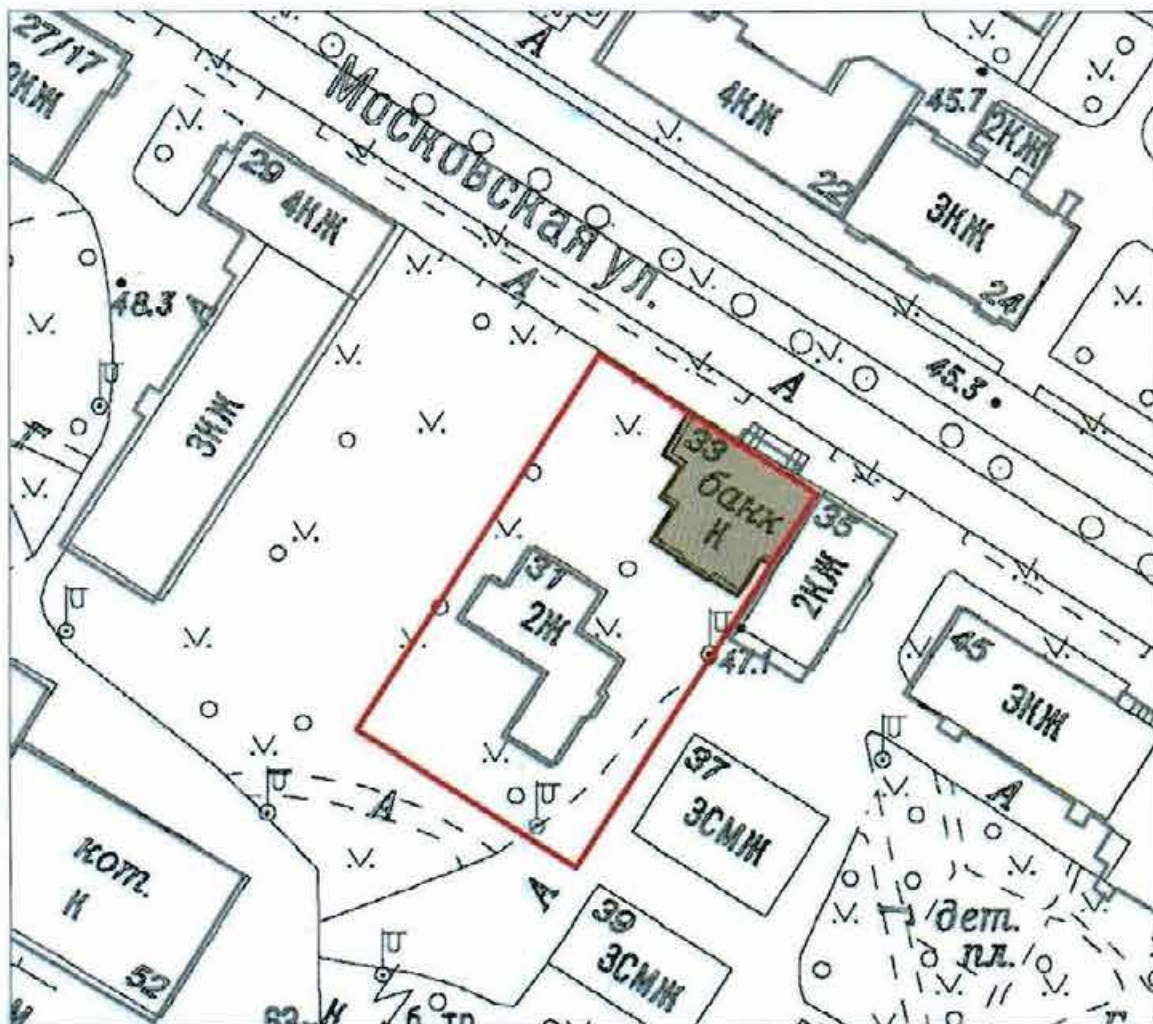 27/17
А
45.7
4КЖ
2КЖ
Московская ул.
29
4КЖ
22
3КЖ
24
48.3
А
А
45.3
А
3КЖ
33
банк
Н
35
31
2Ж
2КЖ
47.1
45
3КЖ
37
3СМЖ
А
А
кот.
Н
52
А
39
3СМЖ
дет.
пл.